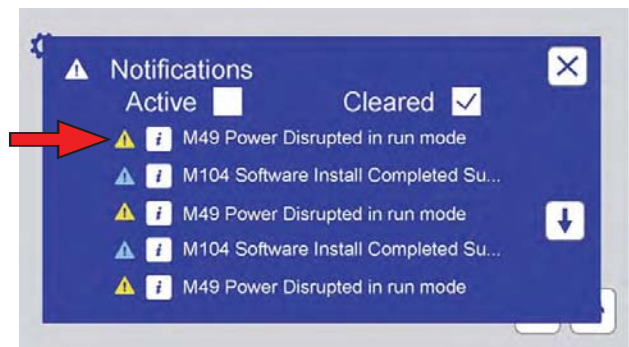 Notifications
Active Cleared
i M49 Power Disrupted in run mode
i M104 Software Install Completed Su...
i M49 Power Disrupted in run mode
i M104 Software Install Completed Su...
i M49 Power Disrupted in run mode